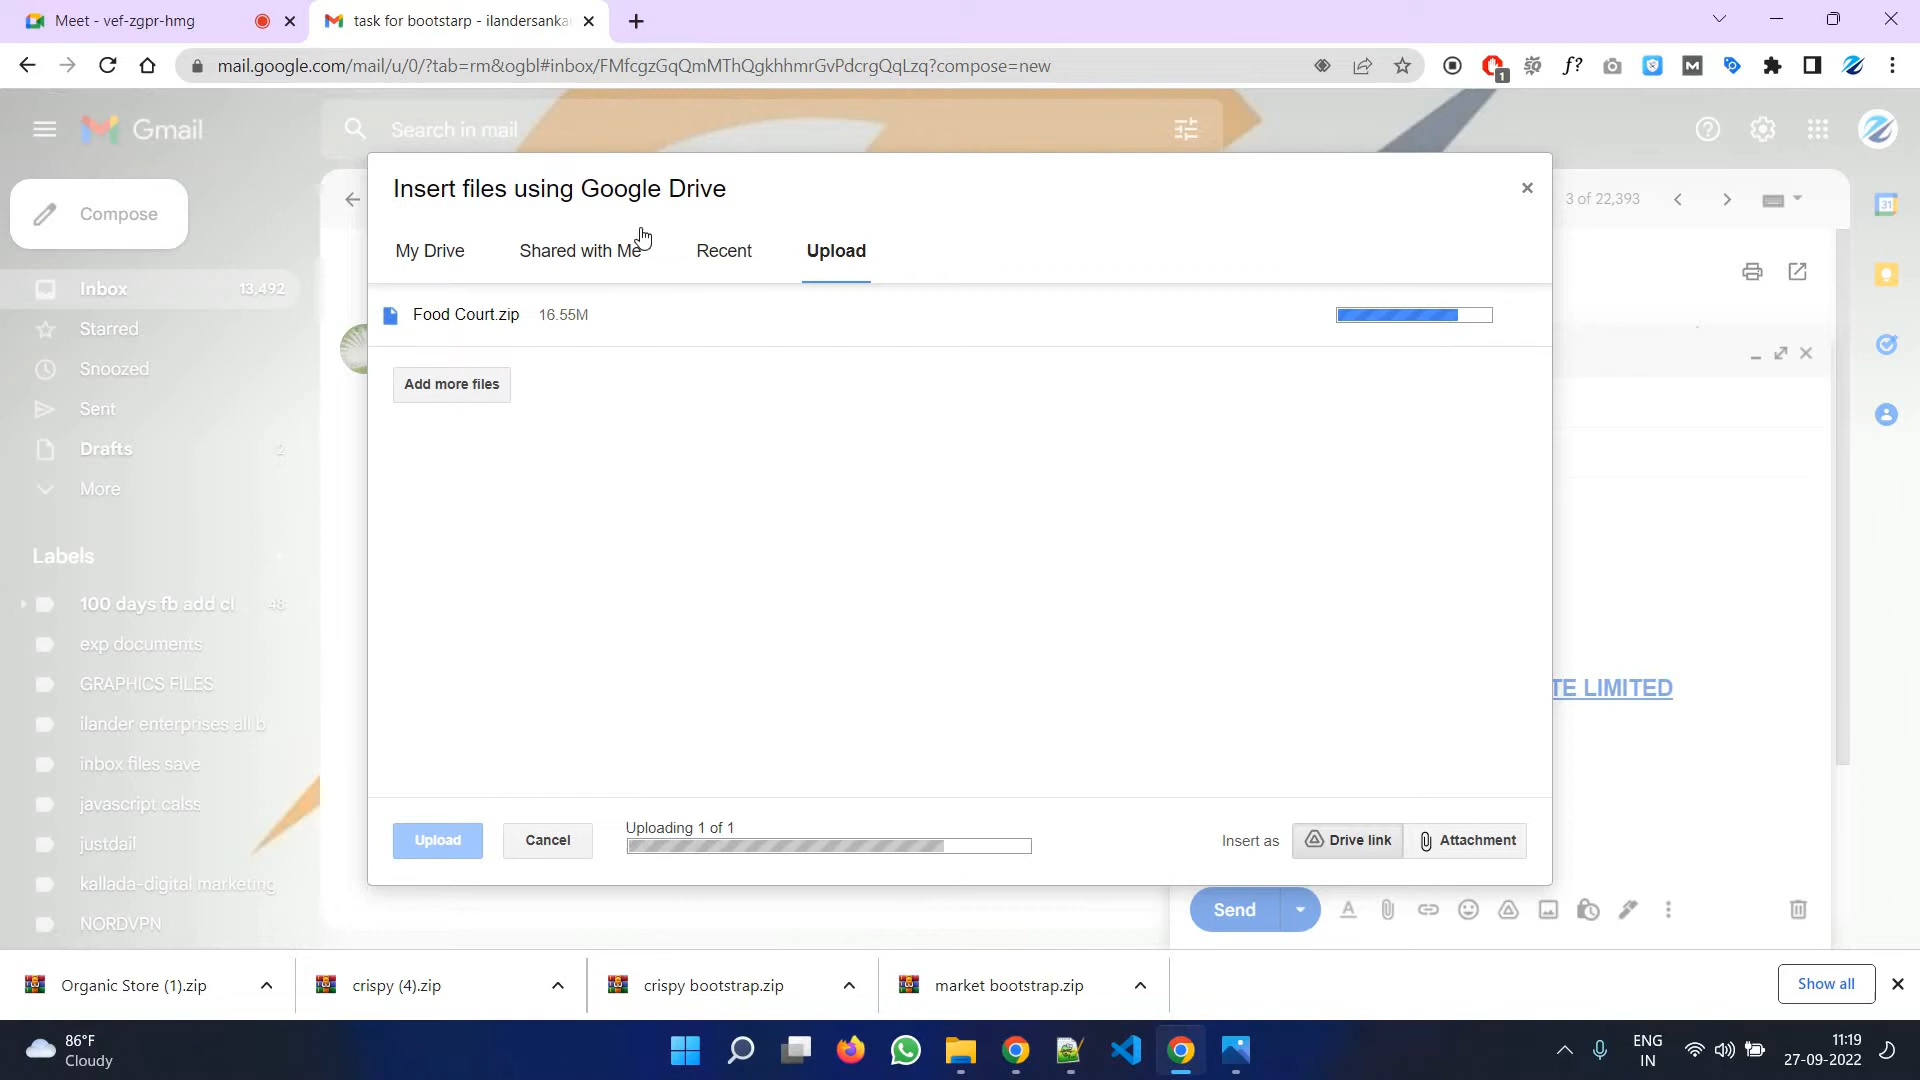 Meet - vef-zgpr-hmg
task for bootstarp - ilandersanka
mail.google.com/mail/u/0/?tab=rm&ogbl#inbox/FMfcgzGqQmMThQgkhhmrGvPdcrgQqLzq?compose=new
1
Gmail
Search in mail
Compose
3 of 22,393
Insert files using Google Drive
My Drive
Shared with Me
Recent
Upload
Inbox 13,492
Starred
Snoozed
Sent
Drafts 2
More
Food Court.zip 16.55M
Add more files
Labels
100 days fb add cl 48
exp documents
GRAPHICS FILES
ilander enterprises all b
inbox files save
javascript calss
justdail
kallada-digital marketing
NORDVPN
TE LIMITED
Upload
Cancel
Uploading 1 of 1
Insert as
Drive link
Attachment
Send
Organic Store (1).zip
crispy (4).zip
crispy bootstrap.zip
market bootstrap.zip
Show all
86°F
Cloudy
ENG
IN
11:19
27-09-2022